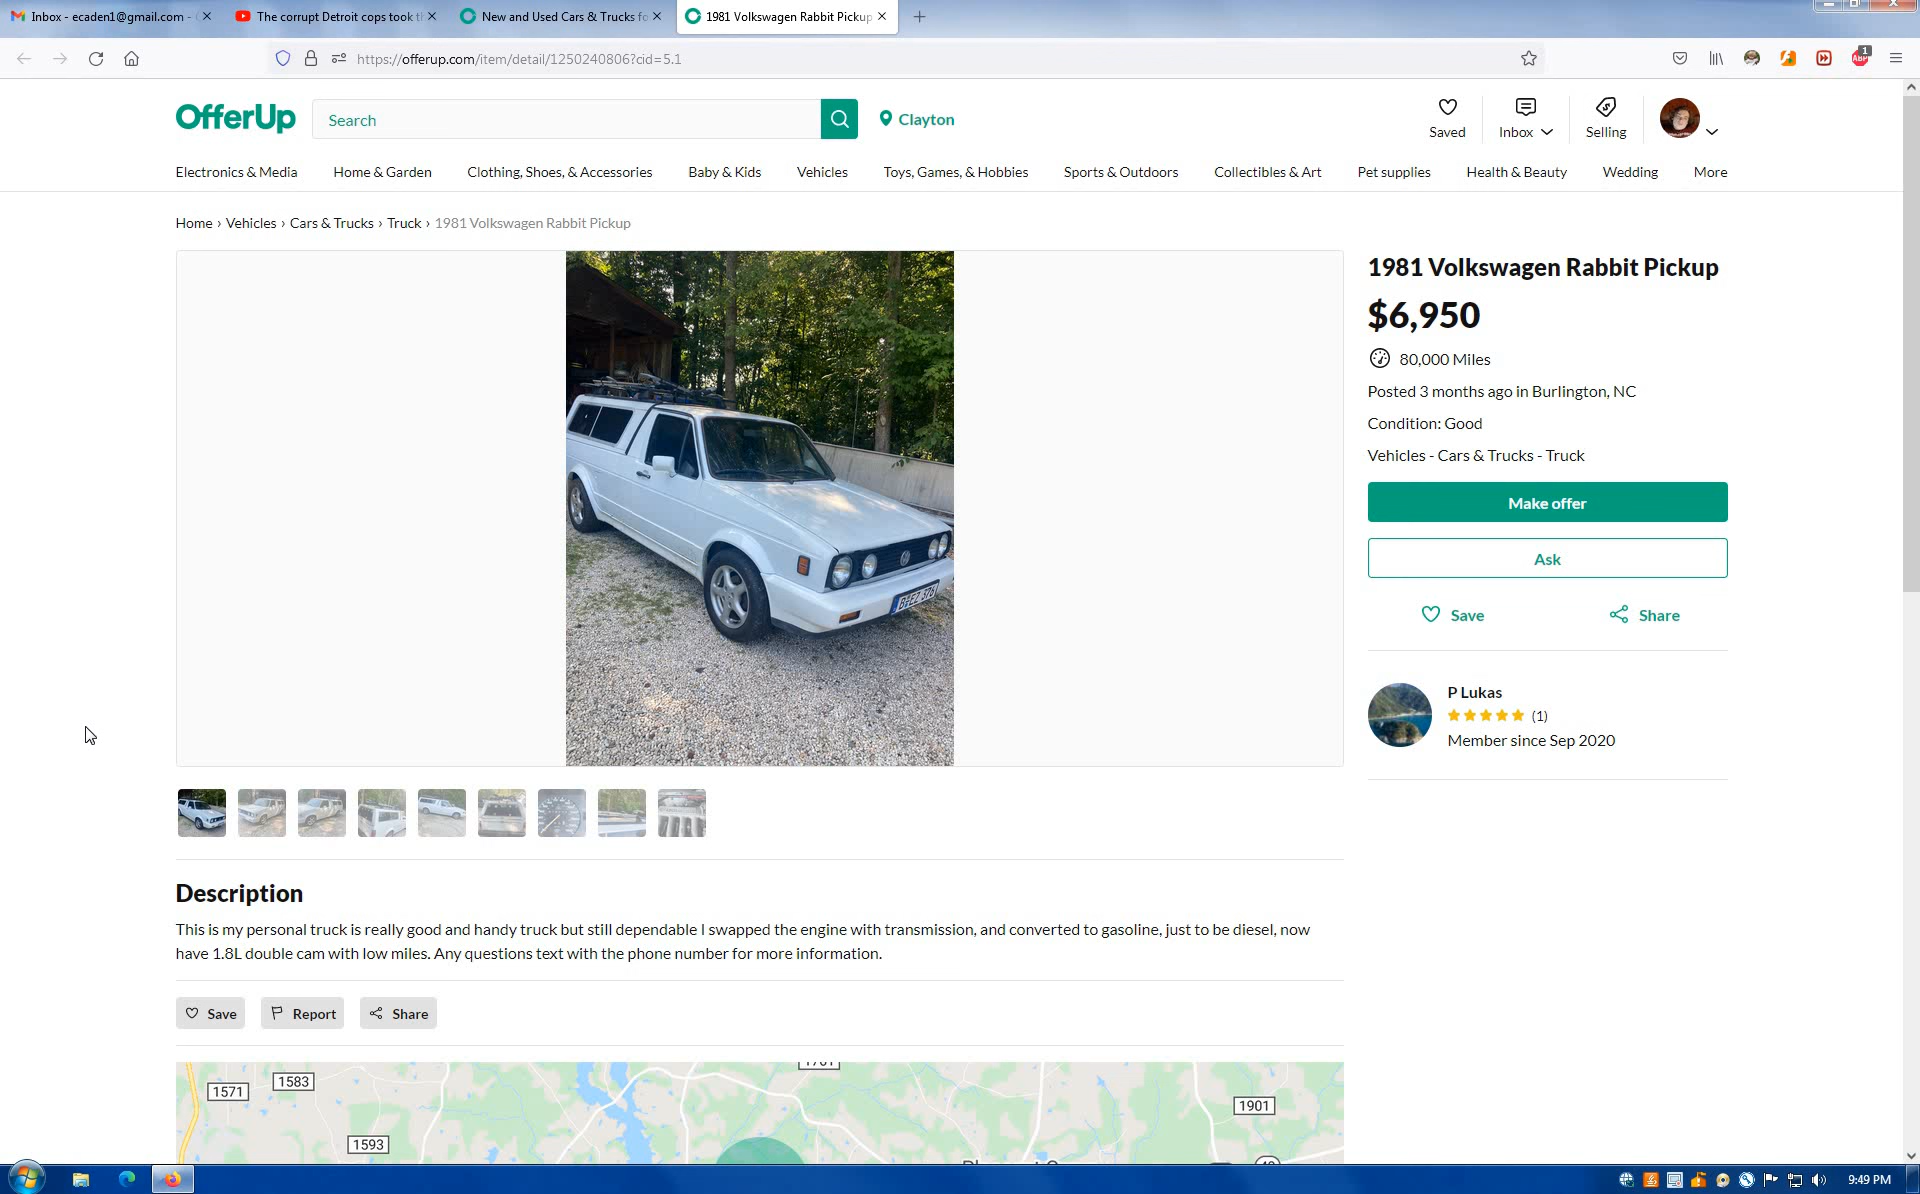 Inbox - ecaden1@gmail.com -
The corrupt Detroit cops took
New and Used Cars & Trucks fo
1981 Volkswagen Rabbit Pickup
https://offerup.com/item/detail/1250240806?cid=5.1
ABP
1
OfferUp
Search
Clayton
Saved
Inbox
Selling
Electronics & Media
Home & Garden
Clothing, Shoes, & Accessories
Baby & Kids
Vehicles
Toys, Games, & Hobbies
Sports & Outdoors
Collectibles & Art
Pet supplies
Health & Beauty
Wedding
More
Home › Vehicles › Cars & Trucks › Truck › 1981 Volkswagen Rabbit Pickup
B EZ 376
1981 Volkswagen Rabbit Pickup
$6,950
80,000 Miles
Posted 3 months ago in Burlington, NC
Condition: Good
Vehicles - Cars & Trucks - Truck
Make offer
Ask
Save
Share
P Lukas
(1)
Member since Sep 2020
Description
This is my personal truck is really good and handy truck but still dependable I swapped the engine with transmission, and converted to gasoline, just to be diesel, now
have 1.8L double cam with low miles. Any questions text with the phone number for more information.
Save
Report
Share
1571
1583
1593
1901
9:49 PM